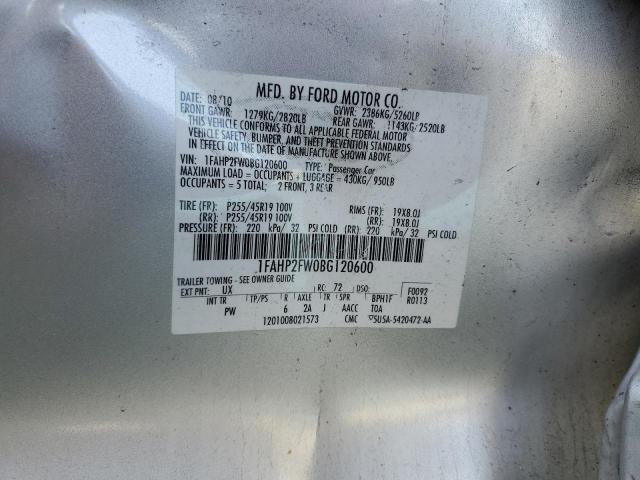 MFD. BY FORD MOTOR CO.
DATE: 08/10 GVWR: 2386KG/5260LB
FRONT GAWR: 1279KG/2820LB REAR GAWR: 1143KG/2520LB
THIS VEHICLE CONFORMS TO ALL APPLICABLE FEDERAL MOTOR
VEHICLE SAFETY, BUMPER, AND THEFT PREVENTION STANDARDS
IN EFFECT ON THE DATE OF MANUFACTURE SHOWN ABOVE.
VIN: 1FAHP2FW0BG120600 TYPE: Passenger Car
MAXIMUM LOAD = OCCUPANTS + LUGGAGE = 430KG/950LB
OCCUPANTS = 5 TOTAL; 2 FRONT, 3 REAR
TIRE (FR): P255/45R19 100V RIMS (FR): 19X8.0J
(RR): P255/45R19 100V (RR): 19X8.0J
PRESSURE (FR): 220 kPa/ 32 PSI COLD (RR): 220 kPa/ 32 PSI COLD
1FAHP2FW0BG120600
TRAILER TOWING - SEE OWNER GUIDE
EXT PNT: UX RC: 72 DSO: F0092
INT TR TP/PS R AXLE TR SPR BPH1F R0113
PW 6 2A J AACC TOA
1201008021573 CMC 5U5A-5420472-AA